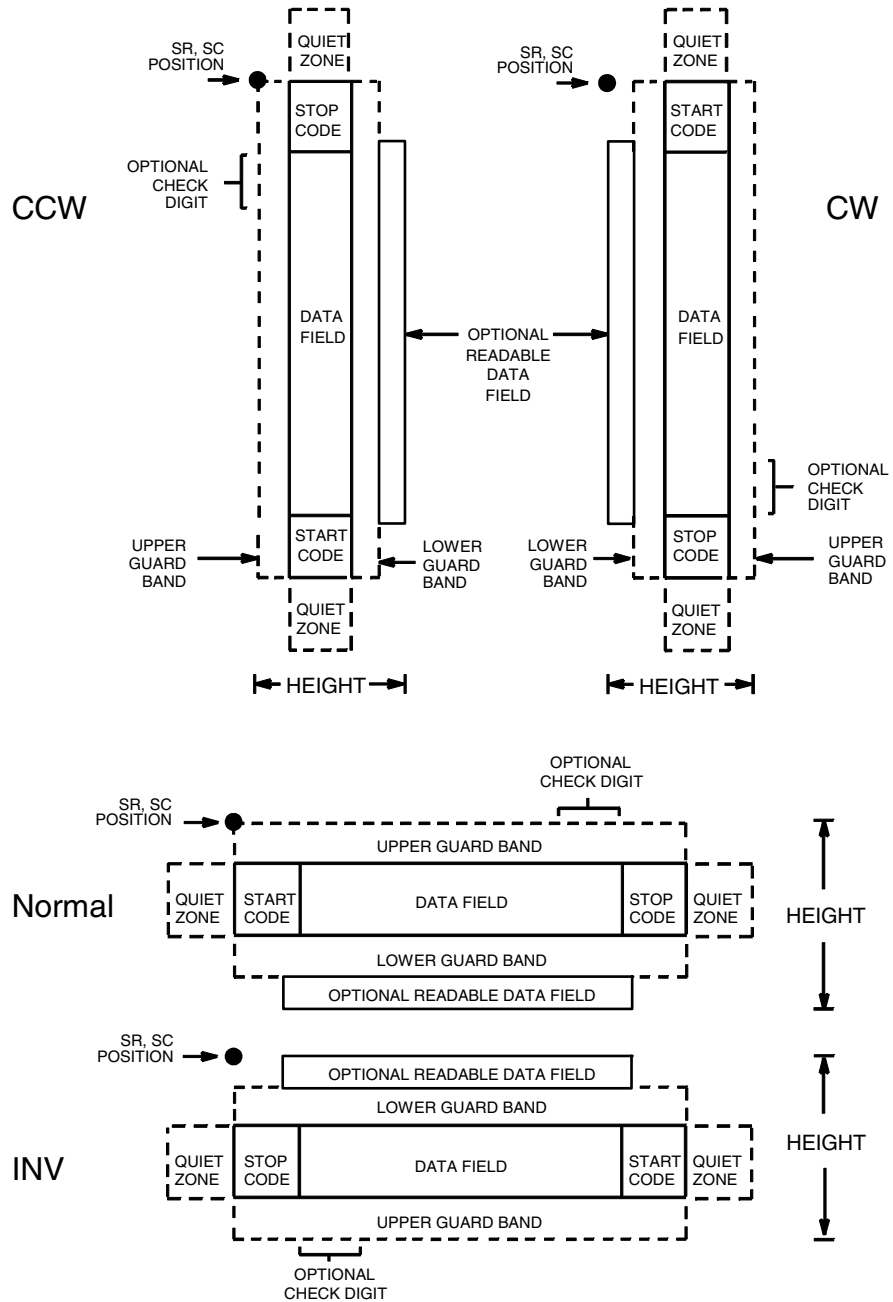 CCW
QUIET
ZONE
SR, SC
POSITION
STOP
CODE
OPTIONAL
CHECK
DIGIT
DATA
FIELD
START
CODE
UPPER
GUARD
BAND
LOWER
GUARD
BAND
QUIET
ZONE
HEIGHT
OPTIONAL
READABLE
DATA
FIELD
CW
QUIET
ZONE
SR, SC
POSITION
START
CODE
DATA
FIELD
OPTIONAL
CHECK
DIGIT
STOP
CODE
LOWER
GUARD
BAND
UPPER
GUARD
BAND
QUIET
ZONE
HEIGHT
Normal
OPTIONAL
CHECK DIGIT
SR, SC
POSITION
UPPER GUARD BAND
QUIET
ZONE
START
CODE
DATA FIELD
STOP
CODE
QUIET
ZONE
HEIGHT
LOWER GUARD BAND
OPTIONAL READABLE DATA FIELD
INV
SR, SC
POSITION
OPTIONAL READABLE DATA FIELD
LOWER GUARD BAND
QUIET
ZONE
STOP
CODE
DATA FIELD
START
CODE
QUIET
ZONE
HEIGHT
UPPER GUARD BAND
OPTIONAL
CHECK DIGIT